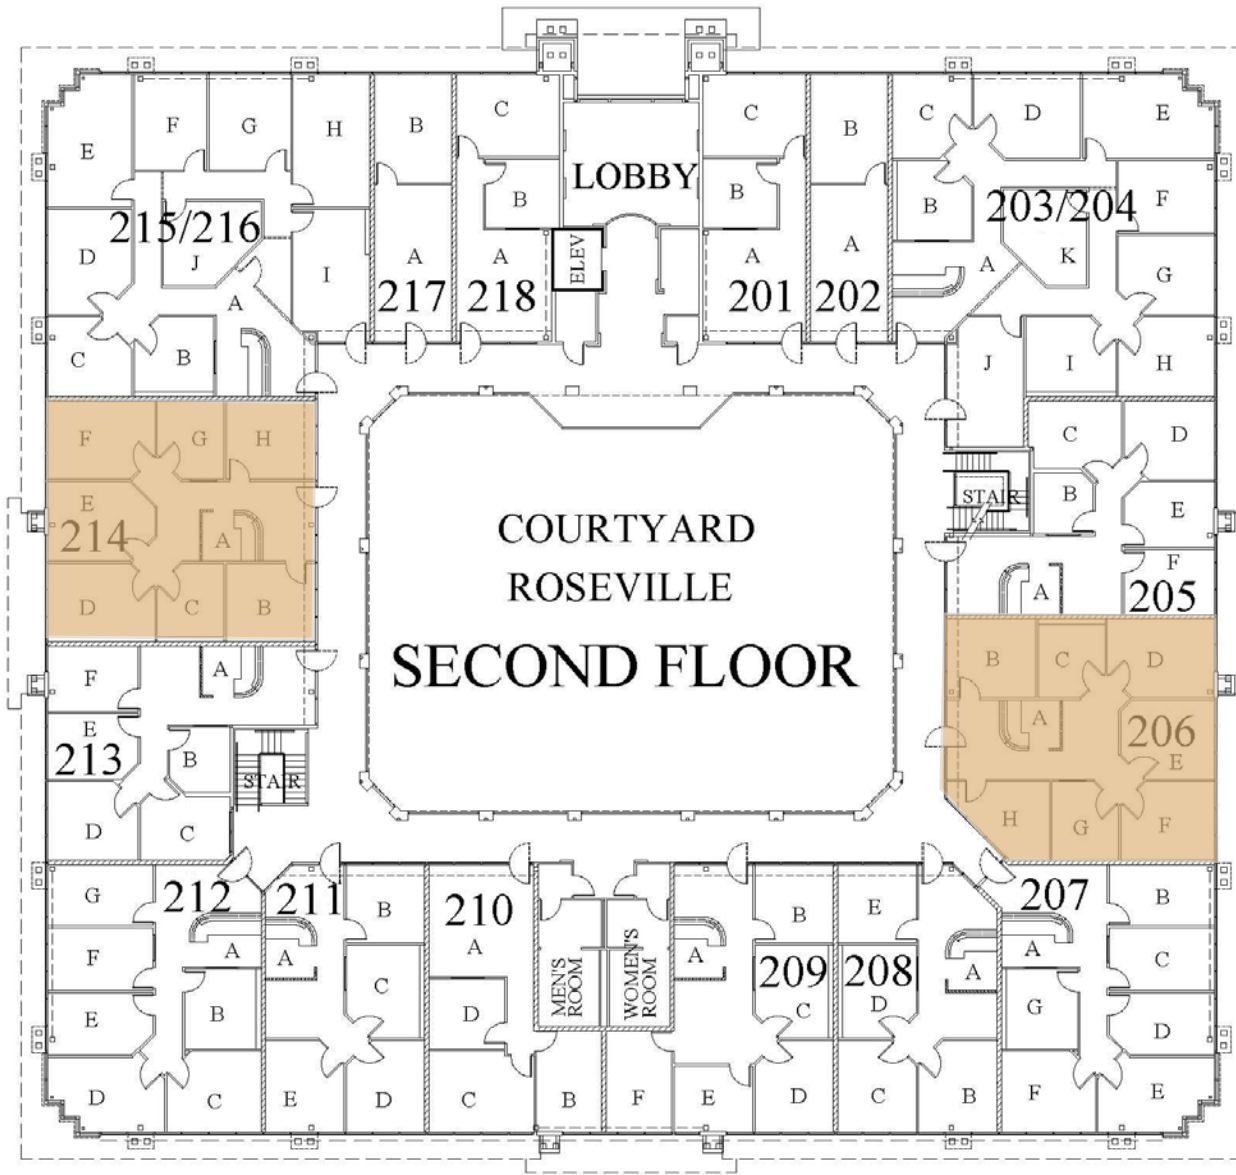 C
C
C
D
E
F
G
H
B
B
E
LOBBY
B
B
F
215/216
B
203/204
D
J
I
A
A
A
ELEV
A
A
A
K
G
217
218
201
202
C
B
J
I
H
F
G
H
C
D
E
B
STAIR
E
214
A
COURTYARD
ROSEVILLE
SECOND FLOOR
F
D
C
B
A
205
F
A
B
C
D
E
213
B
A
206
E
STAIR
D
C
H
G
F
G
212
211
B
210
B
E
207
B
F
A
A
A
MEN'S
ROOM
WOMEN'S
ROOM
A
209
208
A
A
C
E
B
C
D
C
D
G
D
D
C
E
D
C
B
F
E
D
C
B
F
E